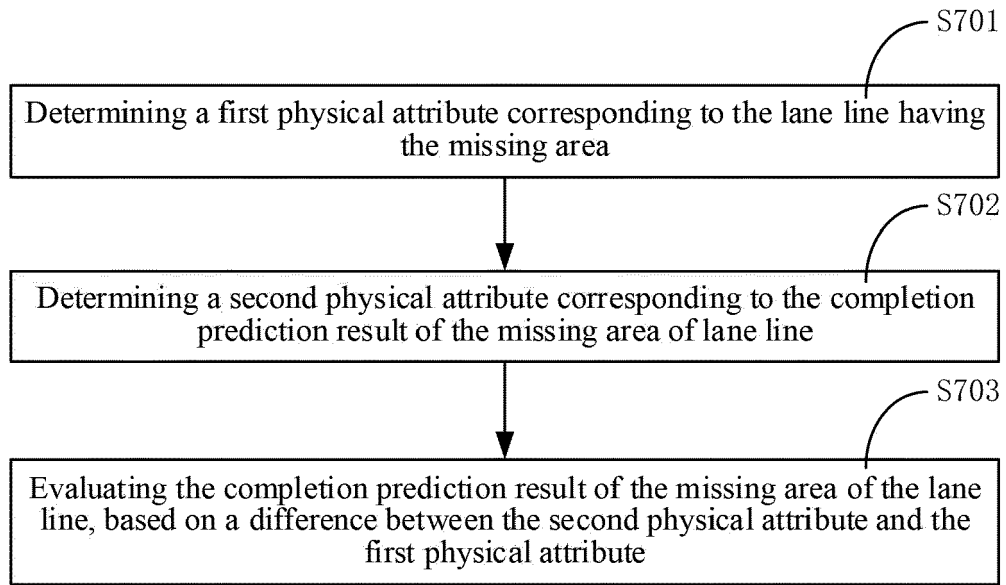 S701
Determining a first physical attribute corresponding to the lane line having
the missing area
S702
Determining a second physical attribute corresponding to the completion
prediction result of the missing area of lane line
S703
Evaluating the completion prediction result of the missing area of the lane
line, based on a difference between the second physical attribute and the
first physical attribute